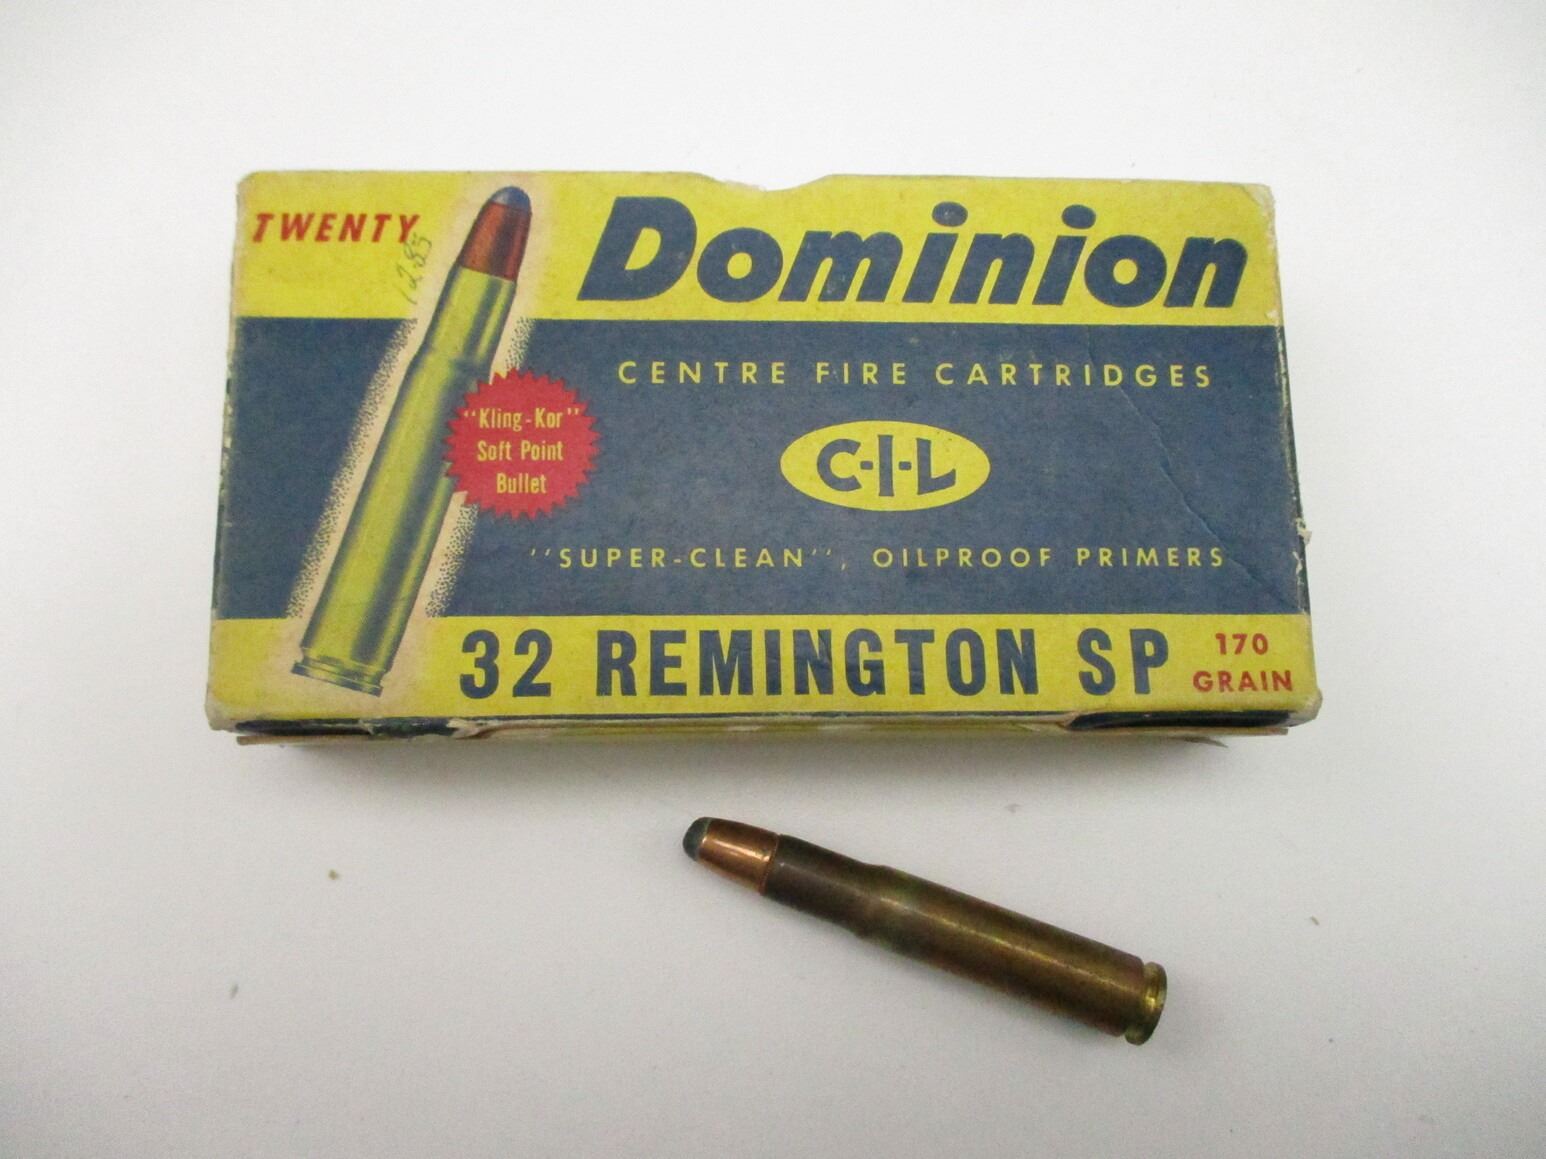 TWENTY
1285
Dominion
CENTRE FIRE CARTRIDGES
"Kling-Kor"
Soft Point
Bullet
C-I-L
"SUPER-CLEAN", OILPROOF PRIMERS
32 REMINGTON SP
170
GRAIN